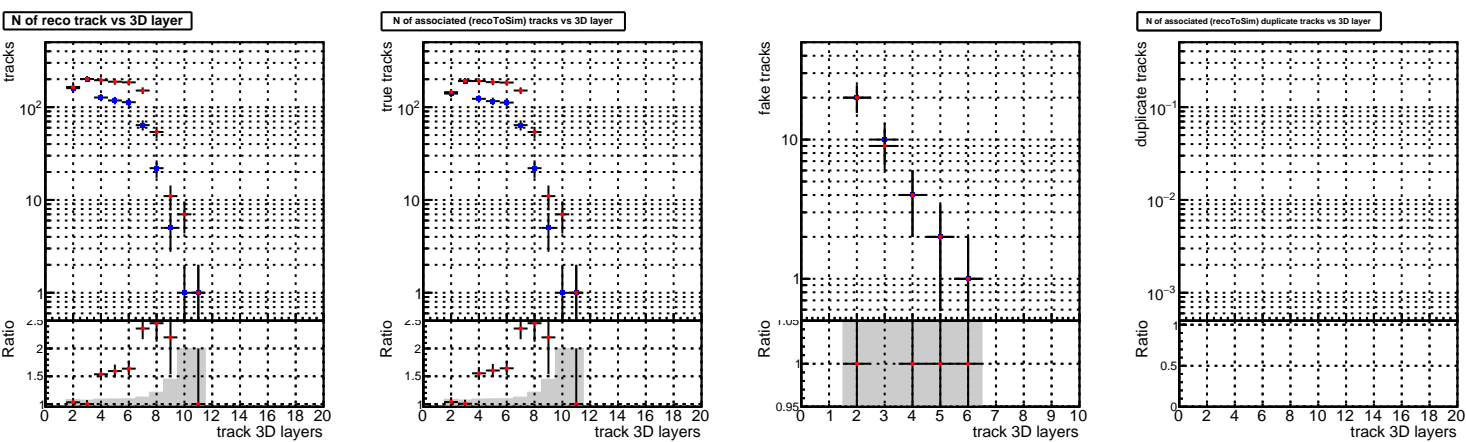 N of reco track vs 3D layer
tracks
10²
10
1
Ratio
2.5
2
1.5
1
0 2 4 6 8 10 12 14 16 18 20
track 3D layers
N of associated (recoToSim) tracks vs 3D layer
true tracks
10²
10
1
Ratio
2.5
2
1.5
1
0 2 4 6 8 10 12 14 16 18 20
track 3D layers
fake tracks
10
1
Ratio
1.05
1
0.95
0 1 2 3 4 5 6 7 8 9 10
track 3D layers
N of associated (recoToSim) duplicate tracks vs 3D layer
duplicate tracks
10⁻¹
10⁻²
10⁻³
Ratio
1
0.5
0
0 2 4 6 8 10 12 14 16 18 20
track 3D layers